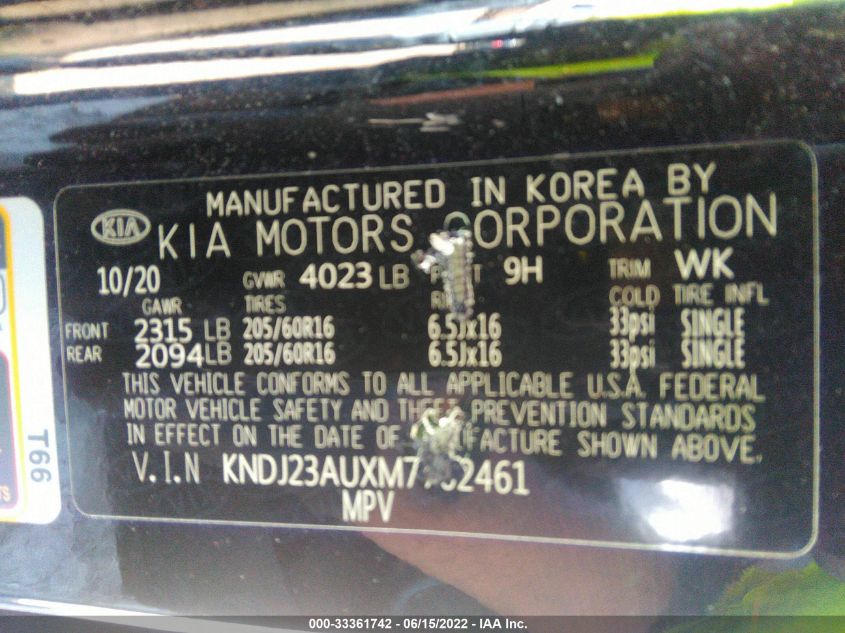 MANUFACTURED IN KOREA BY
KIA KIA MOTORS CORPORATION
10/20 GVWR 4023 LB 9H TRIM WK
GAWR TIRES COLD TIRE INFL
FRONT 2315 LB 205/60R16 6.5Jx16 33psi SINGLE
REAR 2094 LB 205/60R16 6.5Jx16 33psi SINGLE
THIS VEHICLE CONFORMS TO ALL APPLICABLE U.S.A. FEDERAL
MOTOR VEHICLE SAFETY AND THEFT PREVENTION STANDARDS
IN EFFECT ON THE DATE OF MANUFACTURE SHOWN ABOVE.
V.I.N
MPV
T66
000-33361742 - 06/15/2022 - IAA Inc.